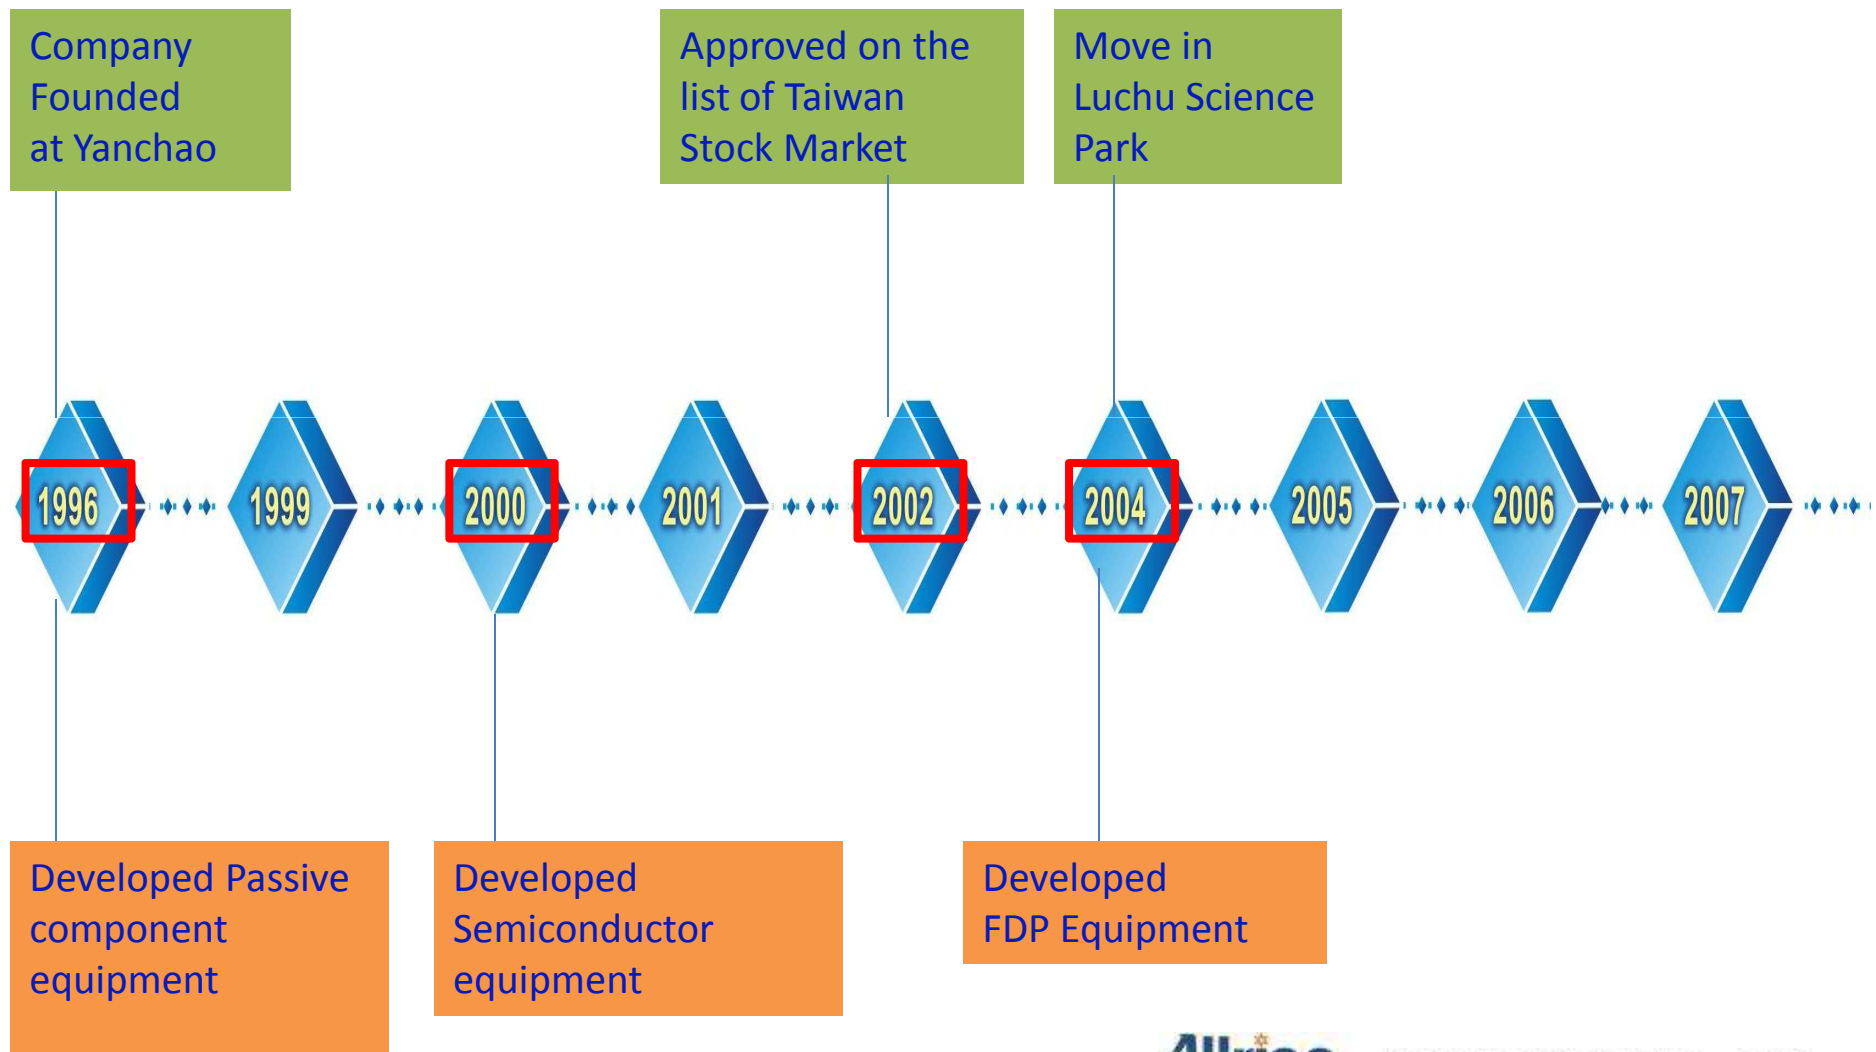 Company
Founded
at Yanchao
Approved on the
list of Taiwan
Stock Market
Move in
Luchu Science
Park
1996
1999
2000
2001
2002
2004
2005
2006
2007
Developed Passive
component
equipment
Developed
Semiconductor
equipment
Developed
FDP Equipment